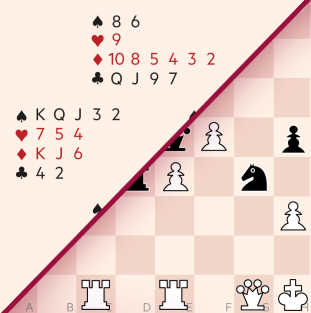 ♠ 8 6
♥ 9
♦ 10 8 5 4 3 2
♣ Q J 9 7
♠ K Q J 3 2
♥ 7 5 4
♦ K J 6
♣ 4 2
A B D E F H